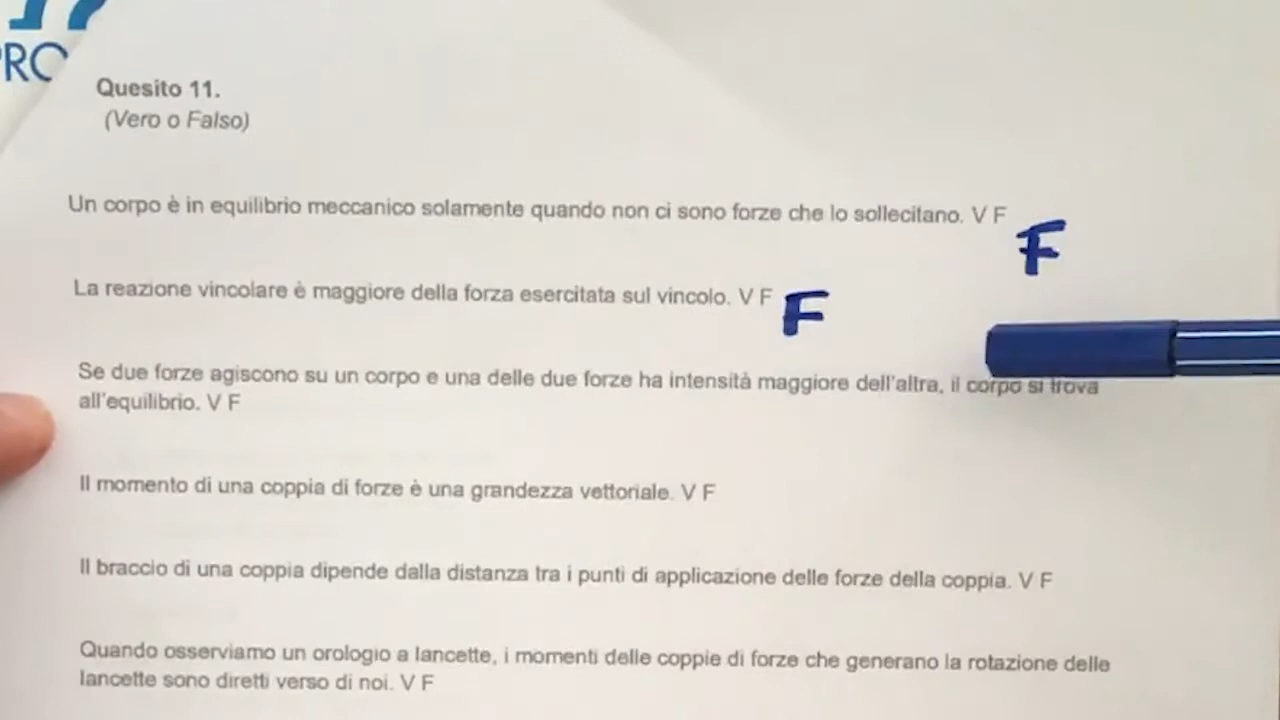 PRO
Quesito 11.
(Vero o Falso)
Un corpo è in equilibrio meccanico solamente quando non ci sono forze che lo sollecitano. V F
F
La reazione vincolare è maggiore della forza esercitata sul vincolo. V F F
Se due forze agiscono su un corpo e una delle due forze ha intensità maggiore dell'altra, il corpo si trova
all'equilibrio. V F
Il momento di una coppia di forze è una grandezza vettoriale. V F
Il braccio di una coppia dipende dalla distanza tra i punti di applicazione delle forze della coppia. V F
Quando osserviamo un orologio a lancette, i momenti delle coppie di forze che generano la rotazione delle
lancette sono diretti verso di noi. V F